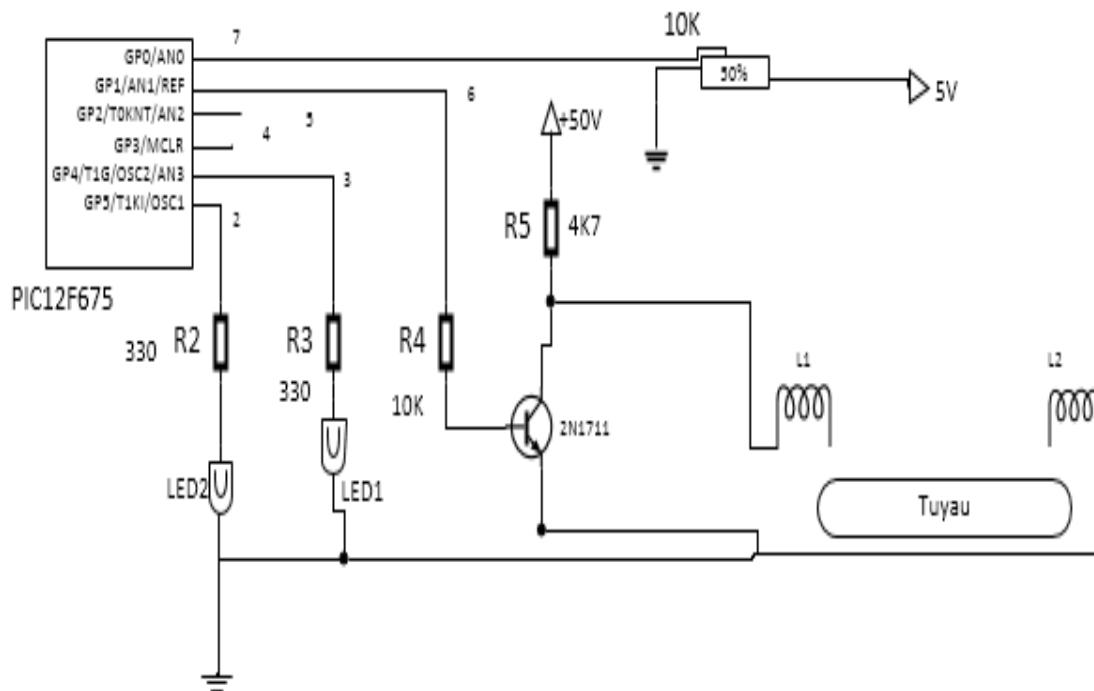 10K
7
GP0/AN0
50%
GP1/AN1/REF
6
5V
GP2/T0KNT/AN2
5
+50V
4
GP3/MCLR
GP4/T1G/OSC2/AN3
3
GP5/T1KI/OSC1
2
R5
4K7
PIC12F675
330
R2
R3
R4
L1
L2
330
10K
2N1711
LED2
LED1
Tuyau